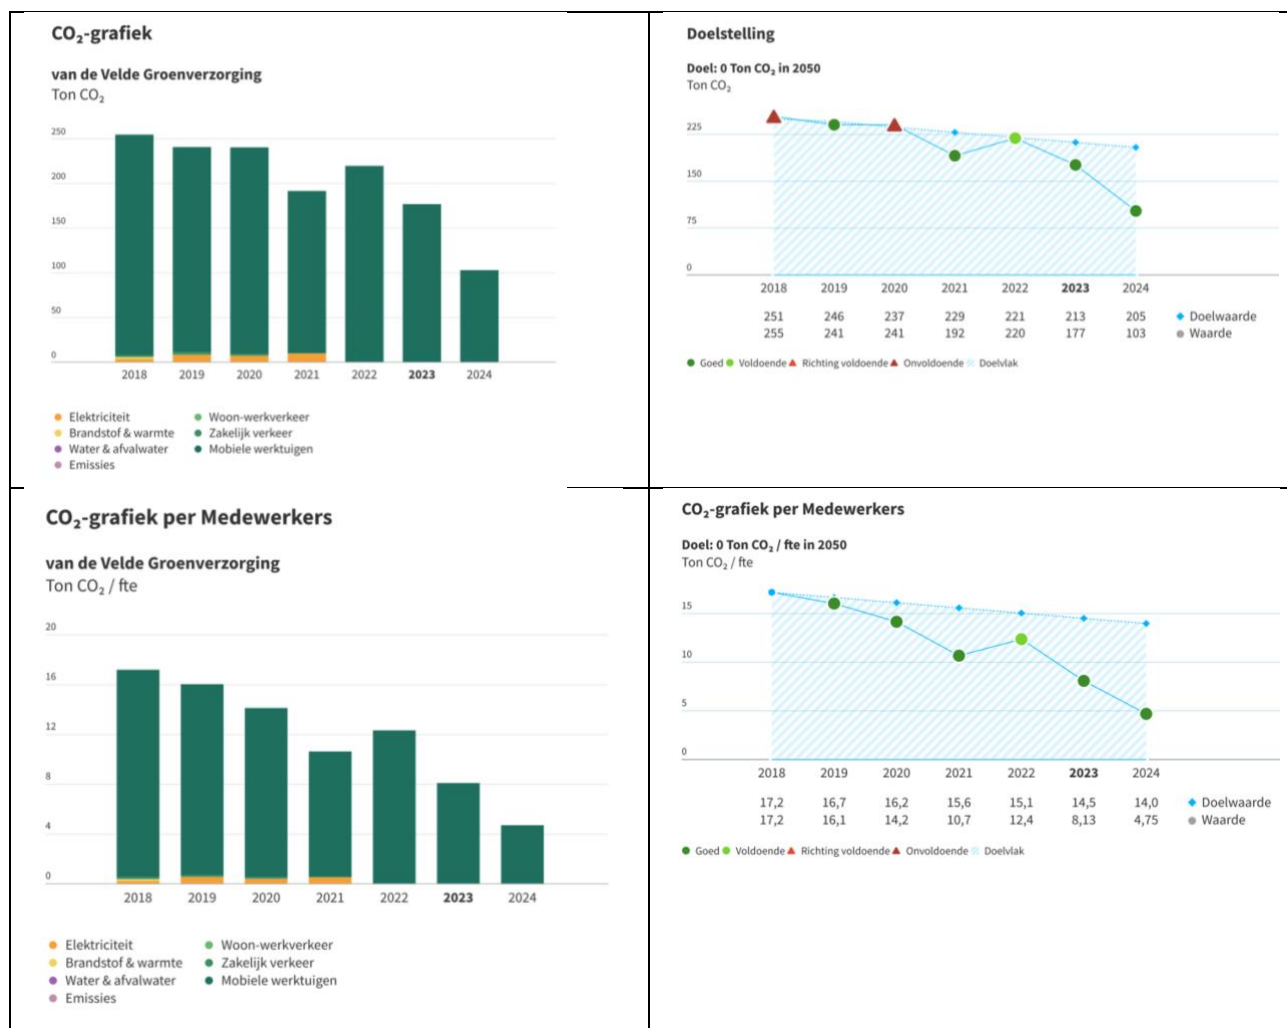 CO₂-grafiek
van de Velde Groenverzorging
Ton CO₂
250
200
150
100
50
0
2018 2019 2020 2021 2022 2023 2024
Elektriciteit Woon-werkverkeer
Brandstof & warmte Zakelijk verkeer
Water & afvalwater Mobiele werktuigen
Emissies
Doelstelling
Doel: 0 Ton CO₂ in 2050
Ton CO₂
225
150
75
0
2018 2019 2020 2021 2022 2023 2024
251 246 237 229 221 213 205 Doelwaarde
255 241 241 192 220 177 103 Waarde
Goed Voldoende Richting voldoende Onvoldoende Doelvlak
CO₂-grafiek per Medewerkers
van de Velde Groenverzorging
Ton CO₂ / fte
20
16
12
8
4
0
2018 2019 2020 2021 2022 2023 2024
Elektriciteit Woon-werkverkeer
Brandstof & warmte Zakelijk verkeer
Water & afvalwater Mobiele werktuigen
Emissies
CO₂-grafiek per Medewerkers
Doel: 0 Ton CO₂ / fte in 2050
Ton CO₂ / fte
15
10
5
0
2018 2019 2020 2021 2022 2023 2024
17,2 16,7 16,2 15,6 15,1 14,5 14,0 Doelwaarde
17,2 16,1 14,2 10,7 12,4 8,13 4,75 Waarde
Goed Voldoende Richting voldoende Onvoldoende Doelvlak